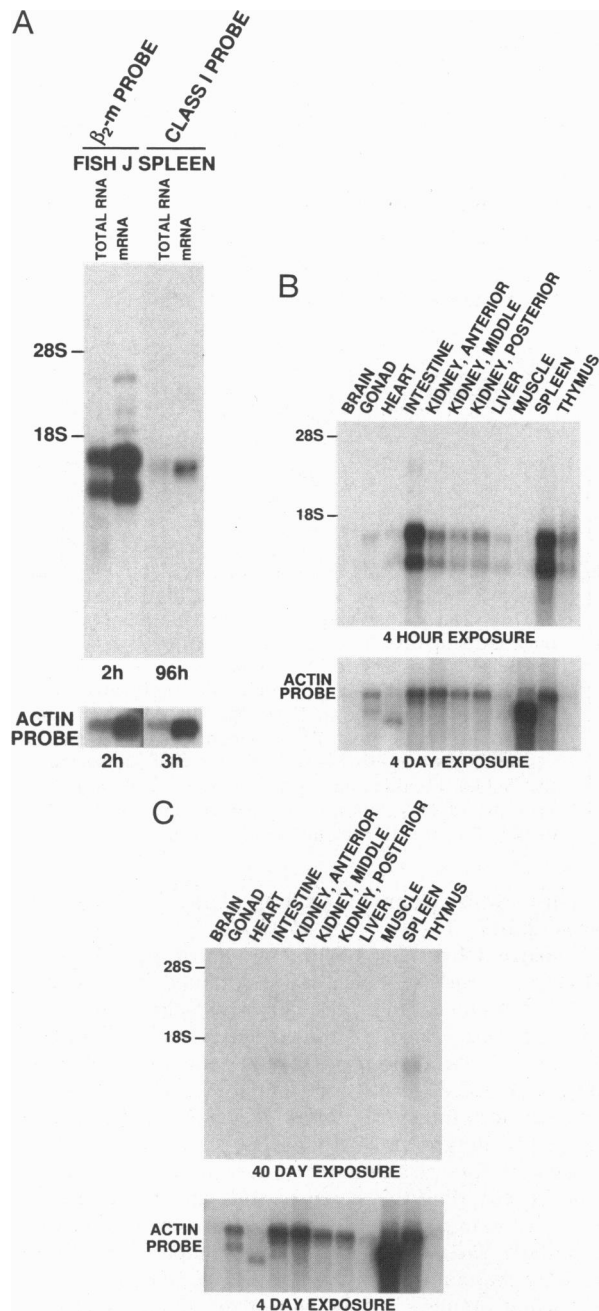 A
β2-m PROBE
CLASS I PROBE
FISH J SPLEEN
TOTAL RNA
mRNA
TOTAL RNA
mRNA
28S
18S
2h 96h
ACTIN
PROBE
2h 3h
B
BRAIN
GONAD
HEART
INTESTINE
KIDNEY, ANTERIOR
KIDNEY, MIDDLE
KIDNEY, POSTERIOR
LIVER
MUSCLE
SPLEEN
THYMUS
28S
18S
4 HOUR EXPOSURE
ACTIN
PROBE
4 DAY EXPOSURE
C
BRAIN
GONAD
HEART
INTESTINE
KIDNEY, ANTERIOR
KIDNEY, MIDDLE
KIDNEY, POSTERIOR
LIVER
MUSCLE
SPLEEN
THYMUS
28S
18S
40 DAY EXPOSURE
ACTIN
PROBE
4 DAY EXPOSURE